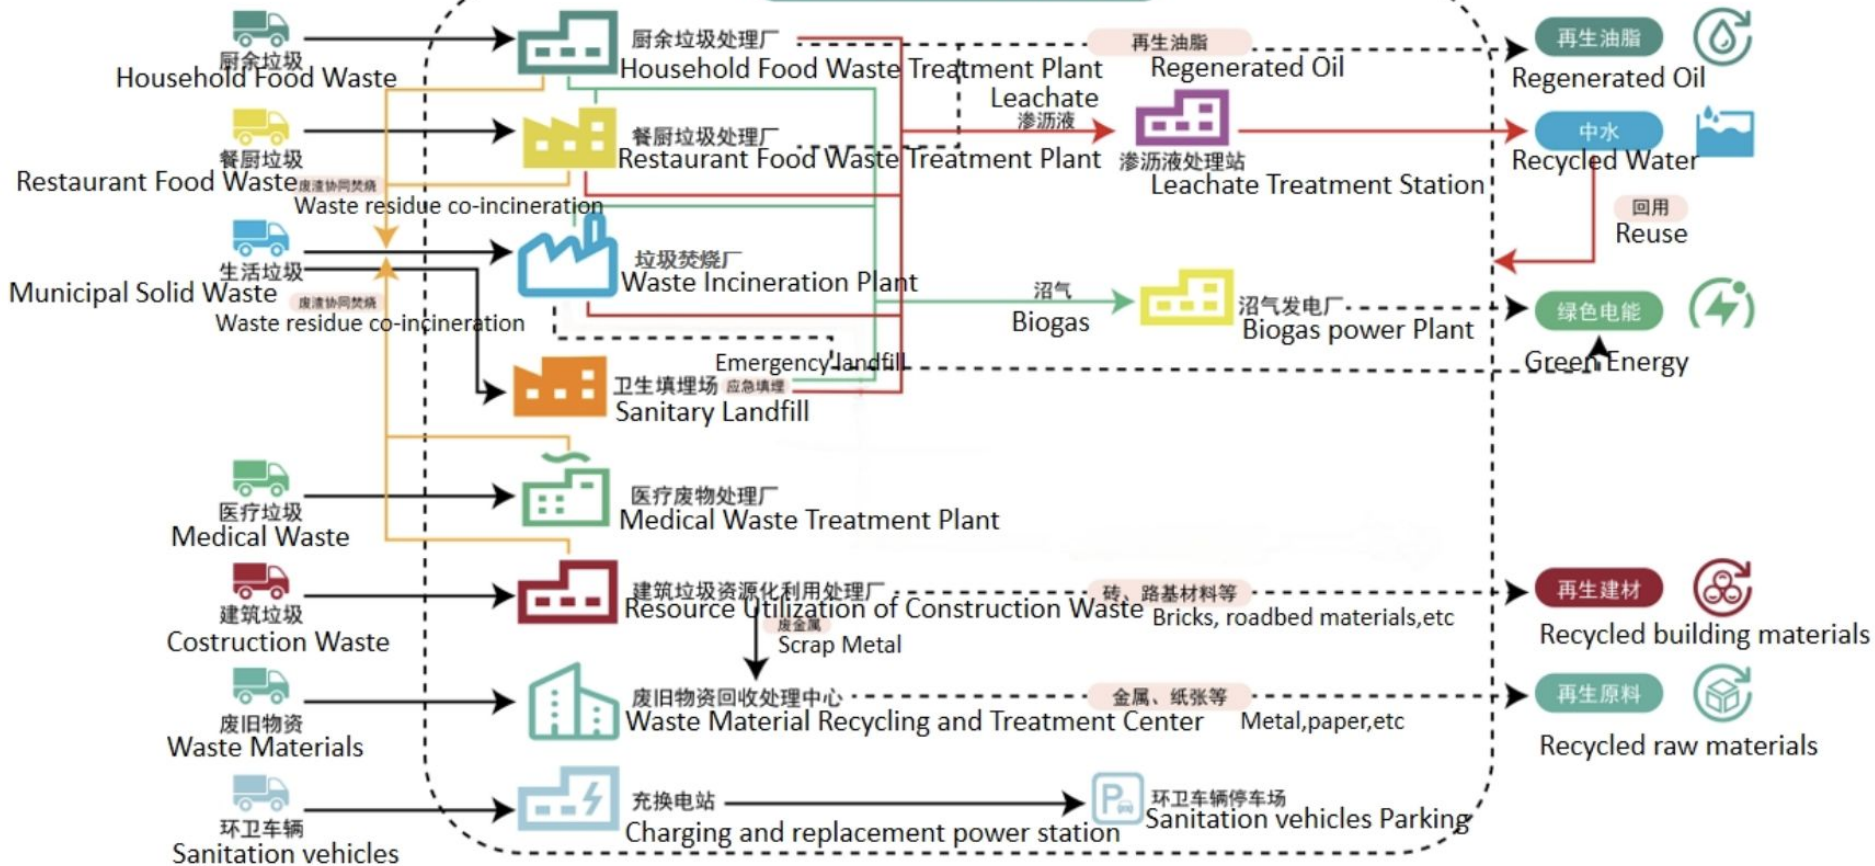 厨余垃圾
Household Food Waste
厨余垃圾处理厂
Household Food Waste Treatment Plant
再生油脂
Regenerated Oil
再生油脂
Regenerated Oil
餐厨垃圾
Restaurant Food Waste
餐厨垃圾处理厂
Restaurant Food Waste Treatment Plant
Leachate
渗沥液
渗沥液处理站
Leachate Treatment Station
中水
Recycled Water
废渣协同焚烧
Waste residue co-incineration
回用
Reuse
生活垃圾
Municipal Solid Waste
垃圾焚烧厂
Waste Incineration Plant
废渣协同焚烧
Waste residue co-incineration
沼气
Biogas
沼气发电厂
Biogas power Plant
绿色电能
Green Energy
Emergency landfill
卫生填埋场
应急填埋
Sanitary Landfill
医疗垃圾
Medical Waste
医疗废物处理厂
Medical Waste Treatment Plant
建筑垃圾
Costruction Waste
建筑垃圾资源化利用处理厂
Resource Utilization of Construction Waste
砖、路基材料等
Bricks, roadbed materials,etc
再生建材
Recycled building materials
废金属
Scrap Metal
废旧物资
Waste Materials
废旧物资回收处理中心
Waste Material Recycling and Treatment Center
金属、纸张等
Metal,paper,etc
再生原料
Recycled raw materials
环卫车辆
Sanitation vehicles
充换电站
Charging and replacement power station
P
环卫车辆停车场
Sanitation vehicles Parking